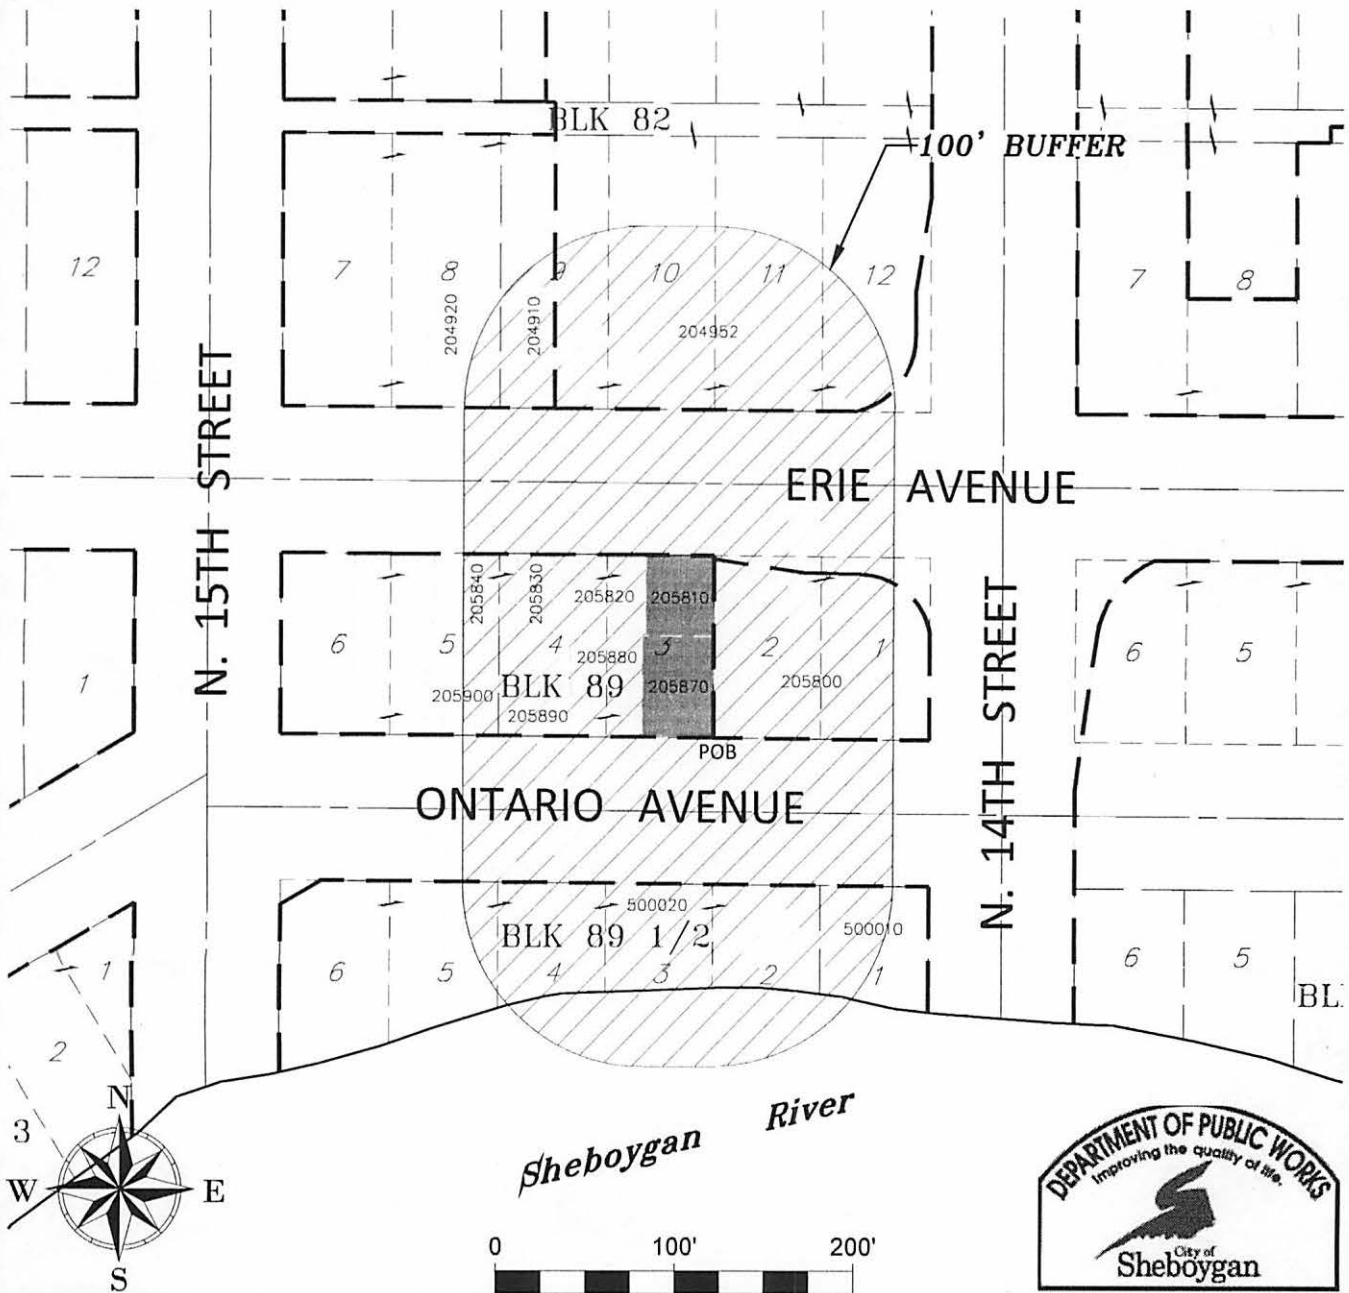 BLK 82
100' BUFFER
12
7
8
9
10
11
12
7
8
204920
204910
204952
N. 15TH STREET
ERIE AVENUE
205840
205830
205820
205810
6
5
4
3
2
1
6
5
1
205880
205900
BLK 89
205870
205800
205890
POB
N. 14TH STREET
ONTARIO AVENUE
500020
500010
BLK 89 1/2
1
6
5
4
3
2
1
6
5
BL
2
3
N
W
E
S
Sheboygan River
0
100'
200'
DEPARTMENT OF PUBLIC WORKS
Improving the quality of life.
City of
Sheboygan